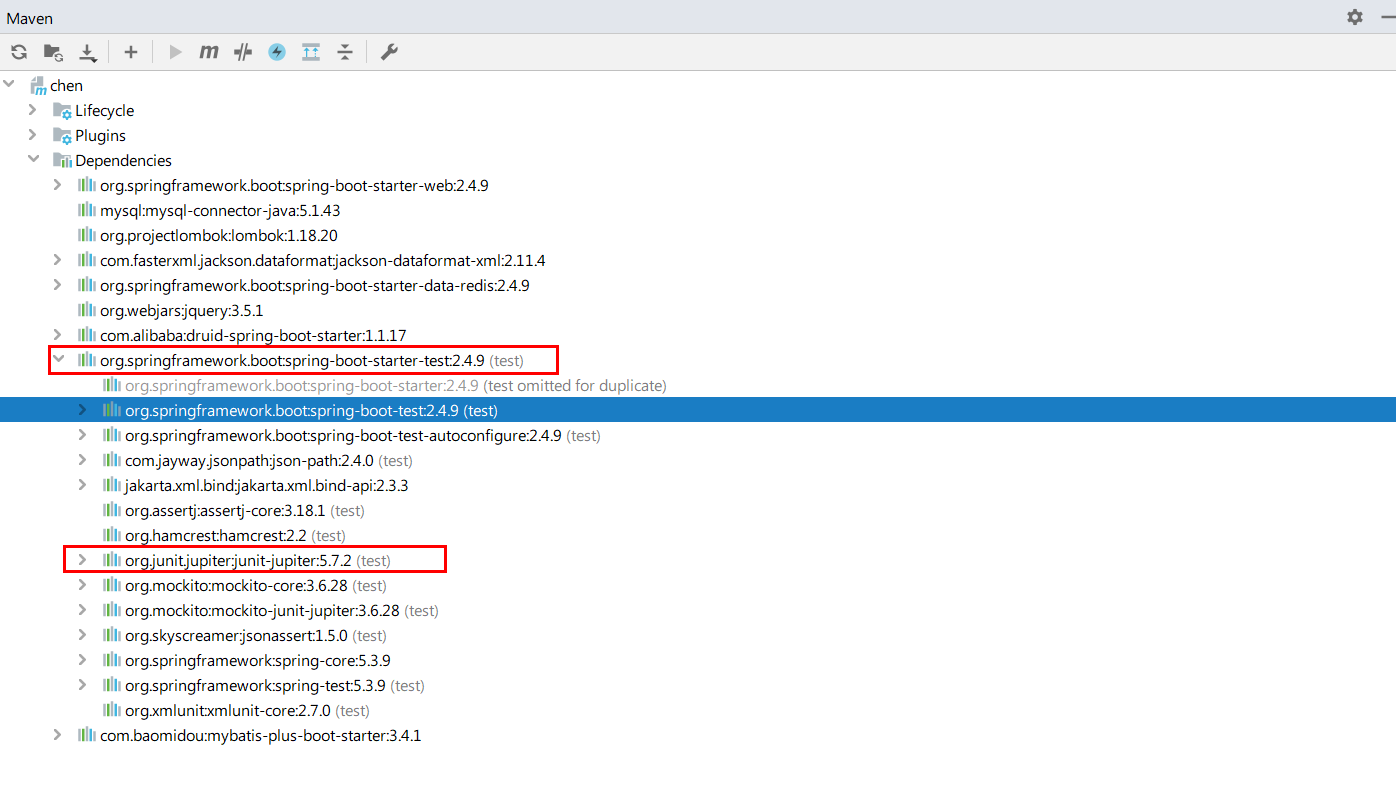 Maven
chen
Lifecycle
Plugins
Dependencies
org.springframework.boot:spring-boot-starter-web:2.4.9
mysql:mysql-connector-java:5.1.43
org.projectlombok:lombok:1.18.20
com.fasterxml.jackson.dataformat:jackson-dataformat-xml:2.11.4
org.springframework.boot:spring-boot-starter-data-redis:2.4.9
org.webjars:jquery:3.5.1
com.alibaba:druid-spring-boot-starter:1.1.17
org.springframework.boot:spring-boot-starter-test:2.4.9 (test)
org.springframework.boot:spring-boot-starter:2.4.9 (test omitted for duplicate)
org.springframework.boot:spring-boot-test:2.4.9 (test)
org.springframework.boot:spring-boot-test-autoconfigure:2.4.9 (test)
com.jayway.jsonpath:json-path:2.4.0 (test)
jakarta.xml.bind:jakarta.xml.bind-api:2.3.3
org.assertj:assertj-core:3.18.1 (test)
org.hamcrest:hamcrest:2.2 (test)
org.junit.jupiter:junit-jupiter:5.7.2 (test)
org.mockito:mockito-core:3.6.28 (test)
org.mockito:mockito-junit-jupiter:3.6.28 (test)
org.skyscreamer:jsonassert:1.5.0 (test)
org.springframework:spring-core:5.3.9
org.springframework:spring-test:5.3.9 (test)
org.xmlunit:xmlunit-core:2.7.0 (test)
com.baomidou:mybatis-plus-boot-starter:3.4.1